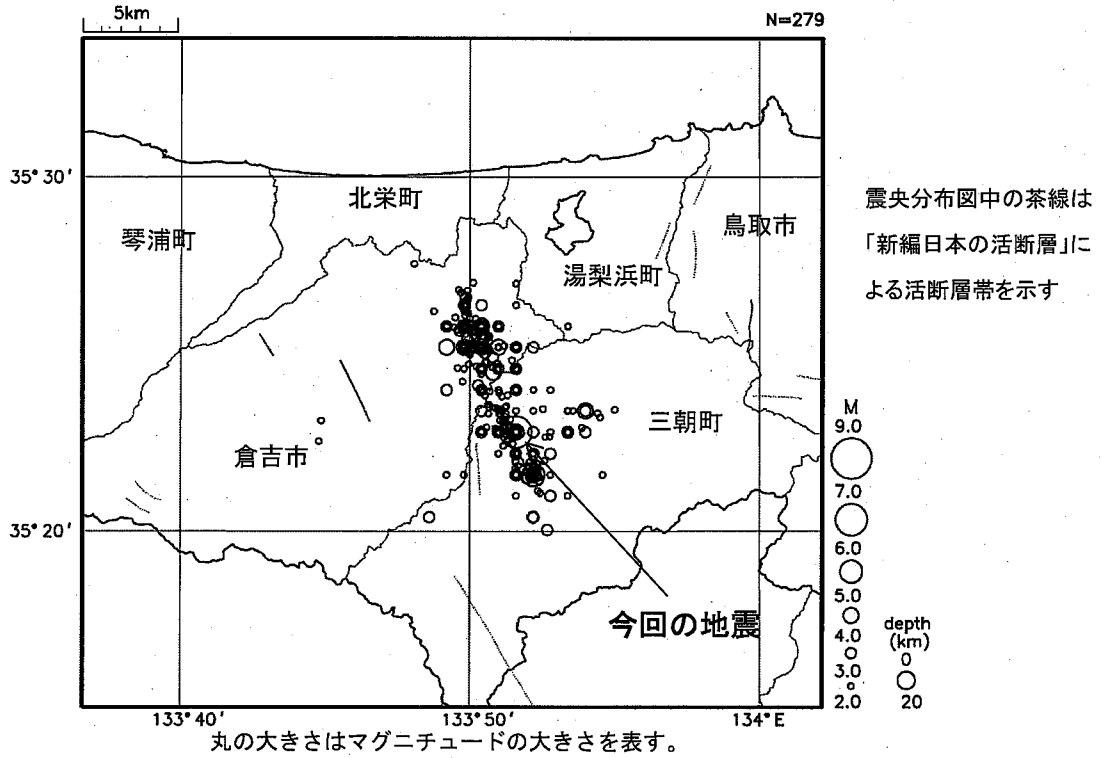 5km
N=279
35°30′
北栄町
琴浦町
鳥取市
湯梨浜町
震央分布図中の茶線は
「新編日本の活断層」に
よる活断層帯を示す
三朝町
倉吉市
M
9.0
7.0
6.0
5.0
4.0
3.0
2.0
35°20′
今回の地震
depth
(km)
0
20
133°40′
133°50′
134°E
丸の大きさはマグニチュードの大きさを表す。